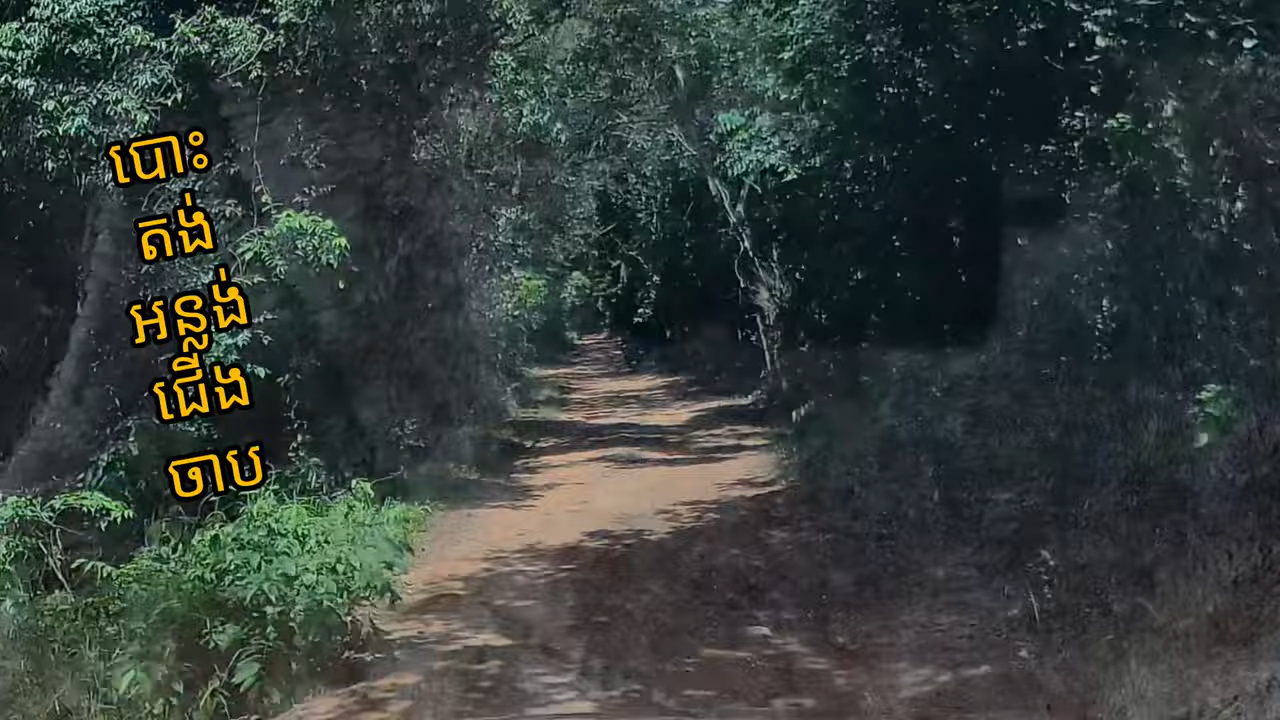 បោះ
តង់
អន្លង់
ជើង
ចាប